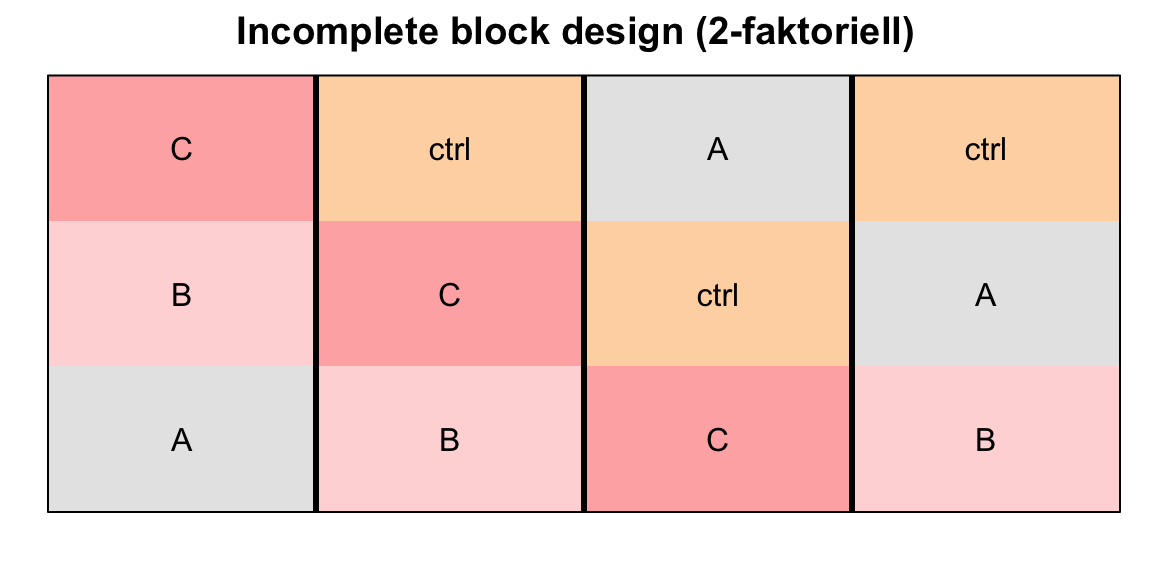 Incomplete block design (2-faktoriell)
C ctrl A ctrl
B C ctrl A
A B C B